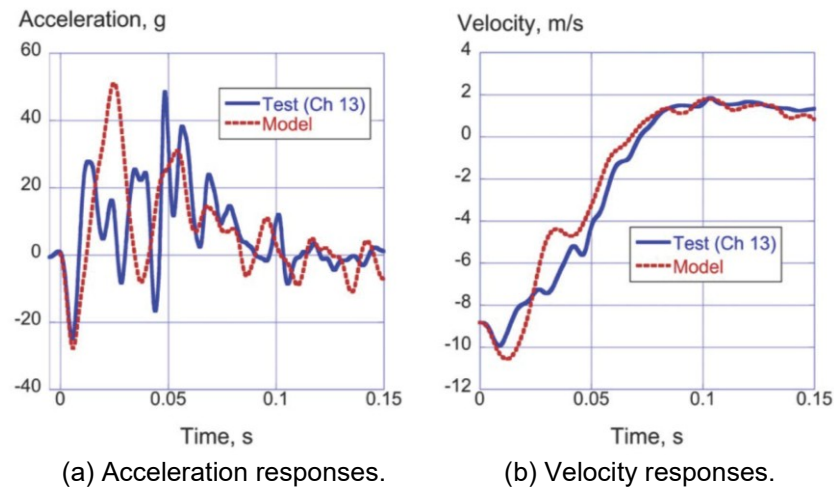 Acceleration, g
60
40
20
0
-20
-40
0
0.05
0.1
0.15
Time, s
Test (Ch 13)
Model
(a) Acceleration responses.
Velocity, m/s
4
2
0
-2
-4
-6
-8
-10
-12
0
0.05
0.1
0.15
Time, s
Test (Ch 13)
Model
(b) Velocity responses.